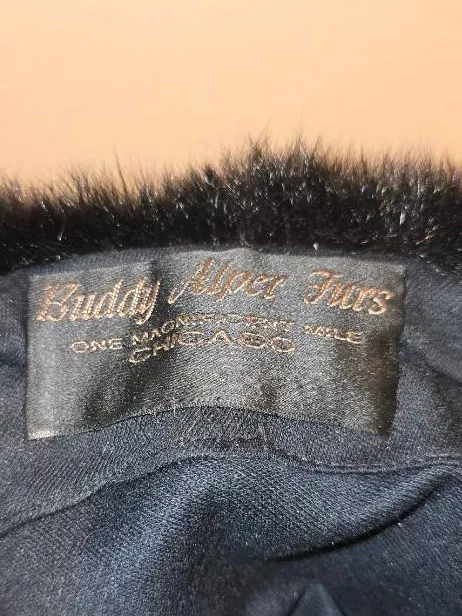 Buddy Alper Furs
ONE MAGNIFICENT MILE
CHICAGO